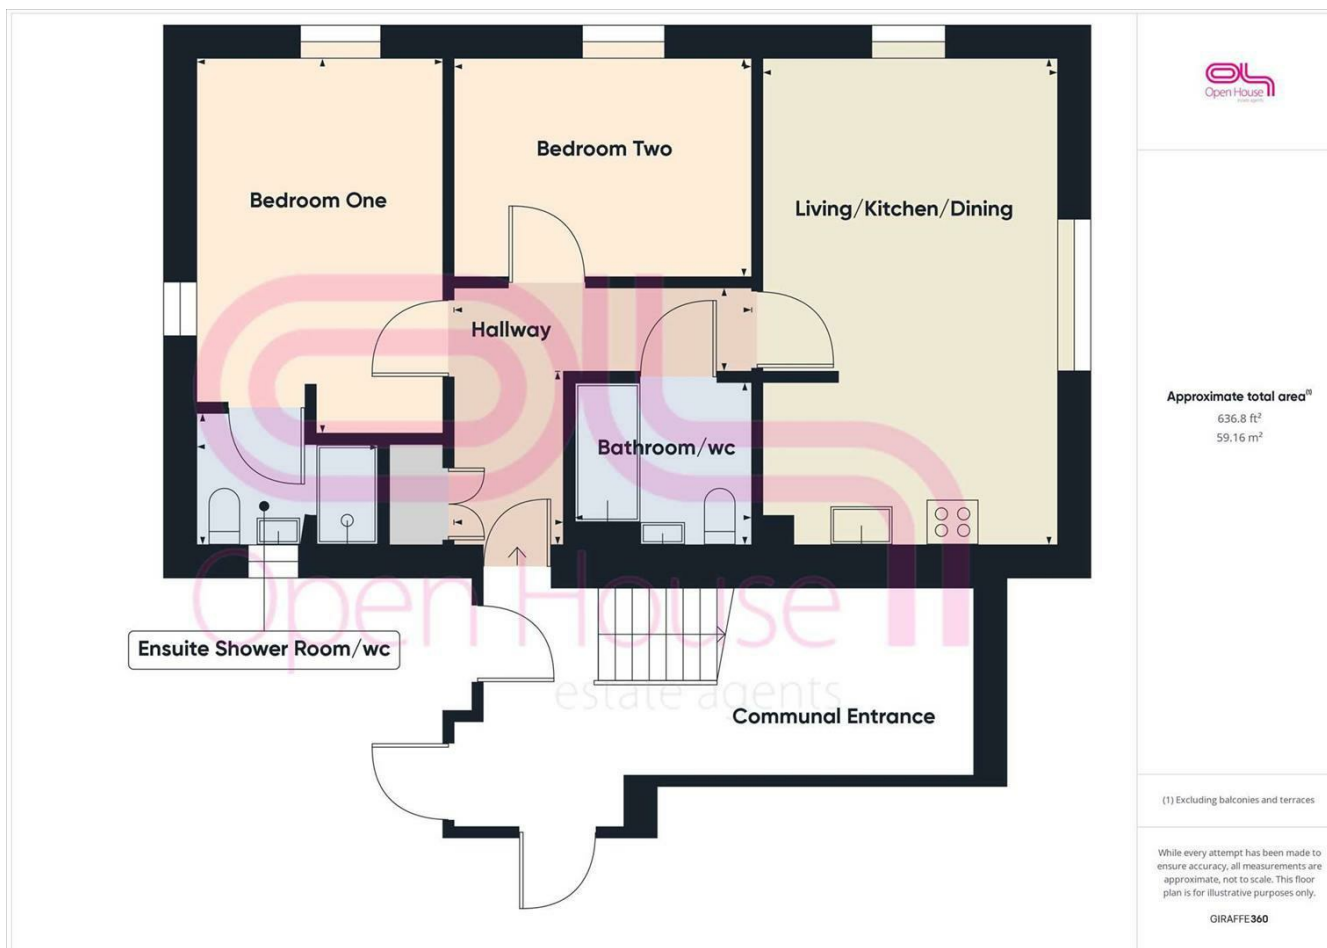 Bedroom One
Bedroom Two
Living/Kitchen/Dining
Hallway
Bathroom/wc
Ensuite Shower Room/wc
Communal Entrance
Open House
estate agents
Open House
estate agents
Approximate total area⁽¹⁾
636.8 ft²
59.16 m²
(1) Excluding balconies and terraces
While every attempt has been made to
ensure accuracy, all measurements are
approximate, not to scale. This floor
plan is for illustrative purposes only.
GIRAFFE360